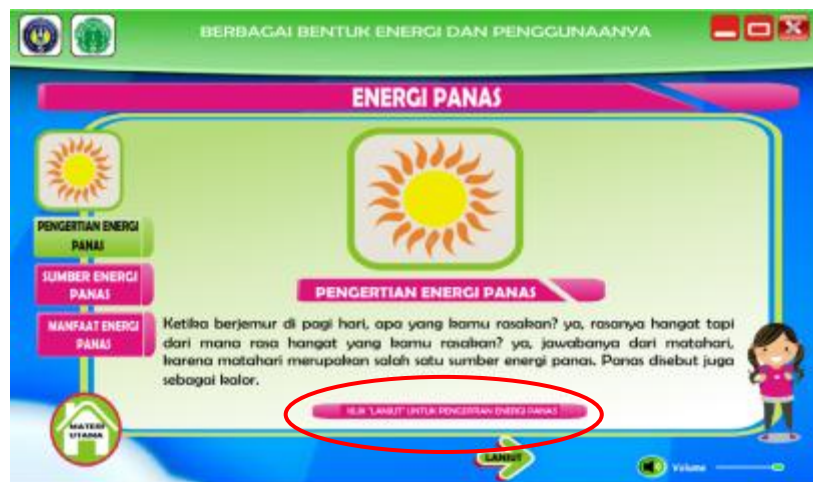 BERBAGAI BENTUK ENERGI DAN PENGGUNAANYA
ENERGI PANAS
PENGERTIAN ENERGI
PANAS
SUMBER ENERGI
PANAS
MANFAAT ENERGI
PANAS
PENGERTIAN ENERGI PANAS
Ketika berjemur di pagi hari, apa yang kamu rasakan? ya, rasanya hangat tapi
dari mana rasa hangat yang kamu rasakan? ya, jawabanya dari matahari,
karena matahari merupakan salah satu sumber energi panas. Panas disebut juga
sebagai kalor.
KLIK "LANJUT" UNTUK PENGERTIAN ENERGI PANAS
MATERI
UTAMA
LANJUT
Volume